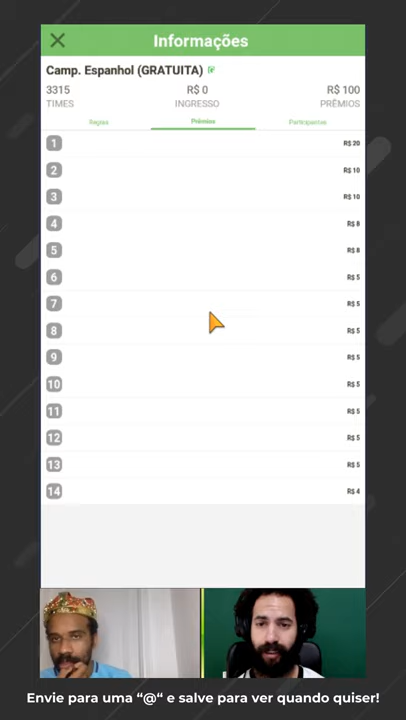 Informações
Camp. Espanhol (GRATUITA)
3315 R$ 0 R$ 100
TIMES INGRESSO PRÊMIOS
Regras Prêmios Participantes
1 R$ 20
2 R$ 10
3 R$ 10
4 R$ 8
5 R$ 8
6 R$ 5
7 R$ 5
8 R$ 5
9 R$ 5
10 R$ 5
11 R$ 5
12 R$ 5
13 R$ 5
14 R$ 4
Envie para uma “@“ e salve para ver quando quiser!